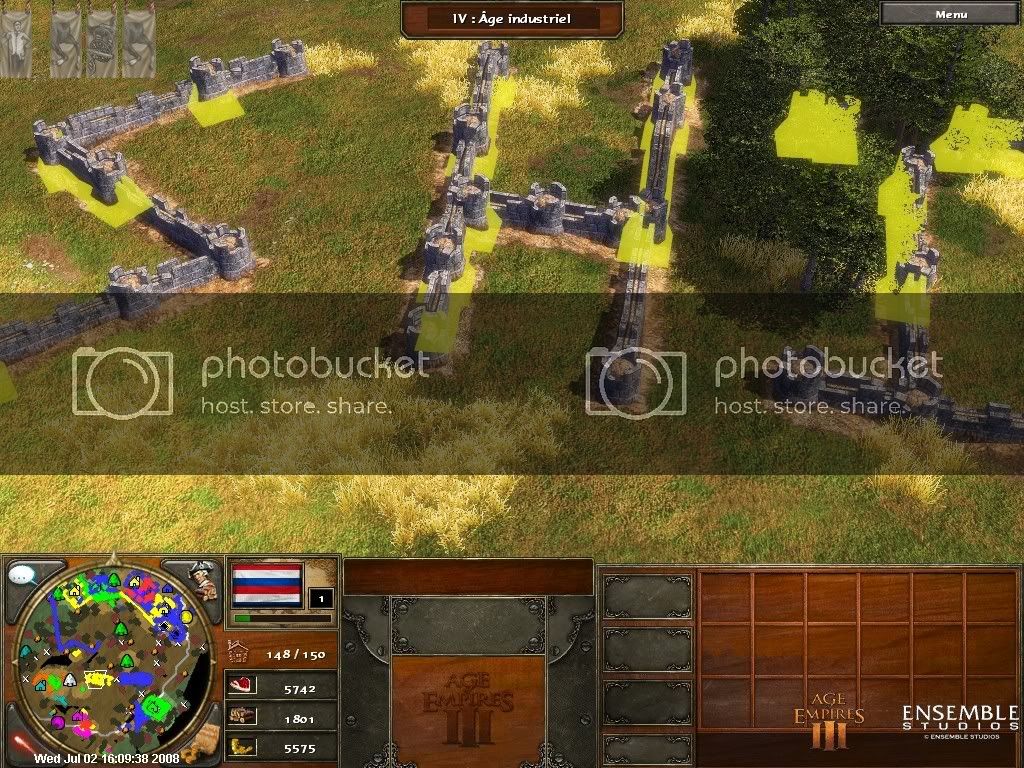 IV : Âge industriel
Menu
photobucket
host. store. share.
photobucket
host. store. share.
1
148 / 150
5742
1801
5575
Wed Jul 02 16:09:38 2008
AGE
OF
EMPIRES
III
AGE
OF
EMPIRES
III
ENSEMBLE
STUDIOS
© ENSEMBLE STUDIOS